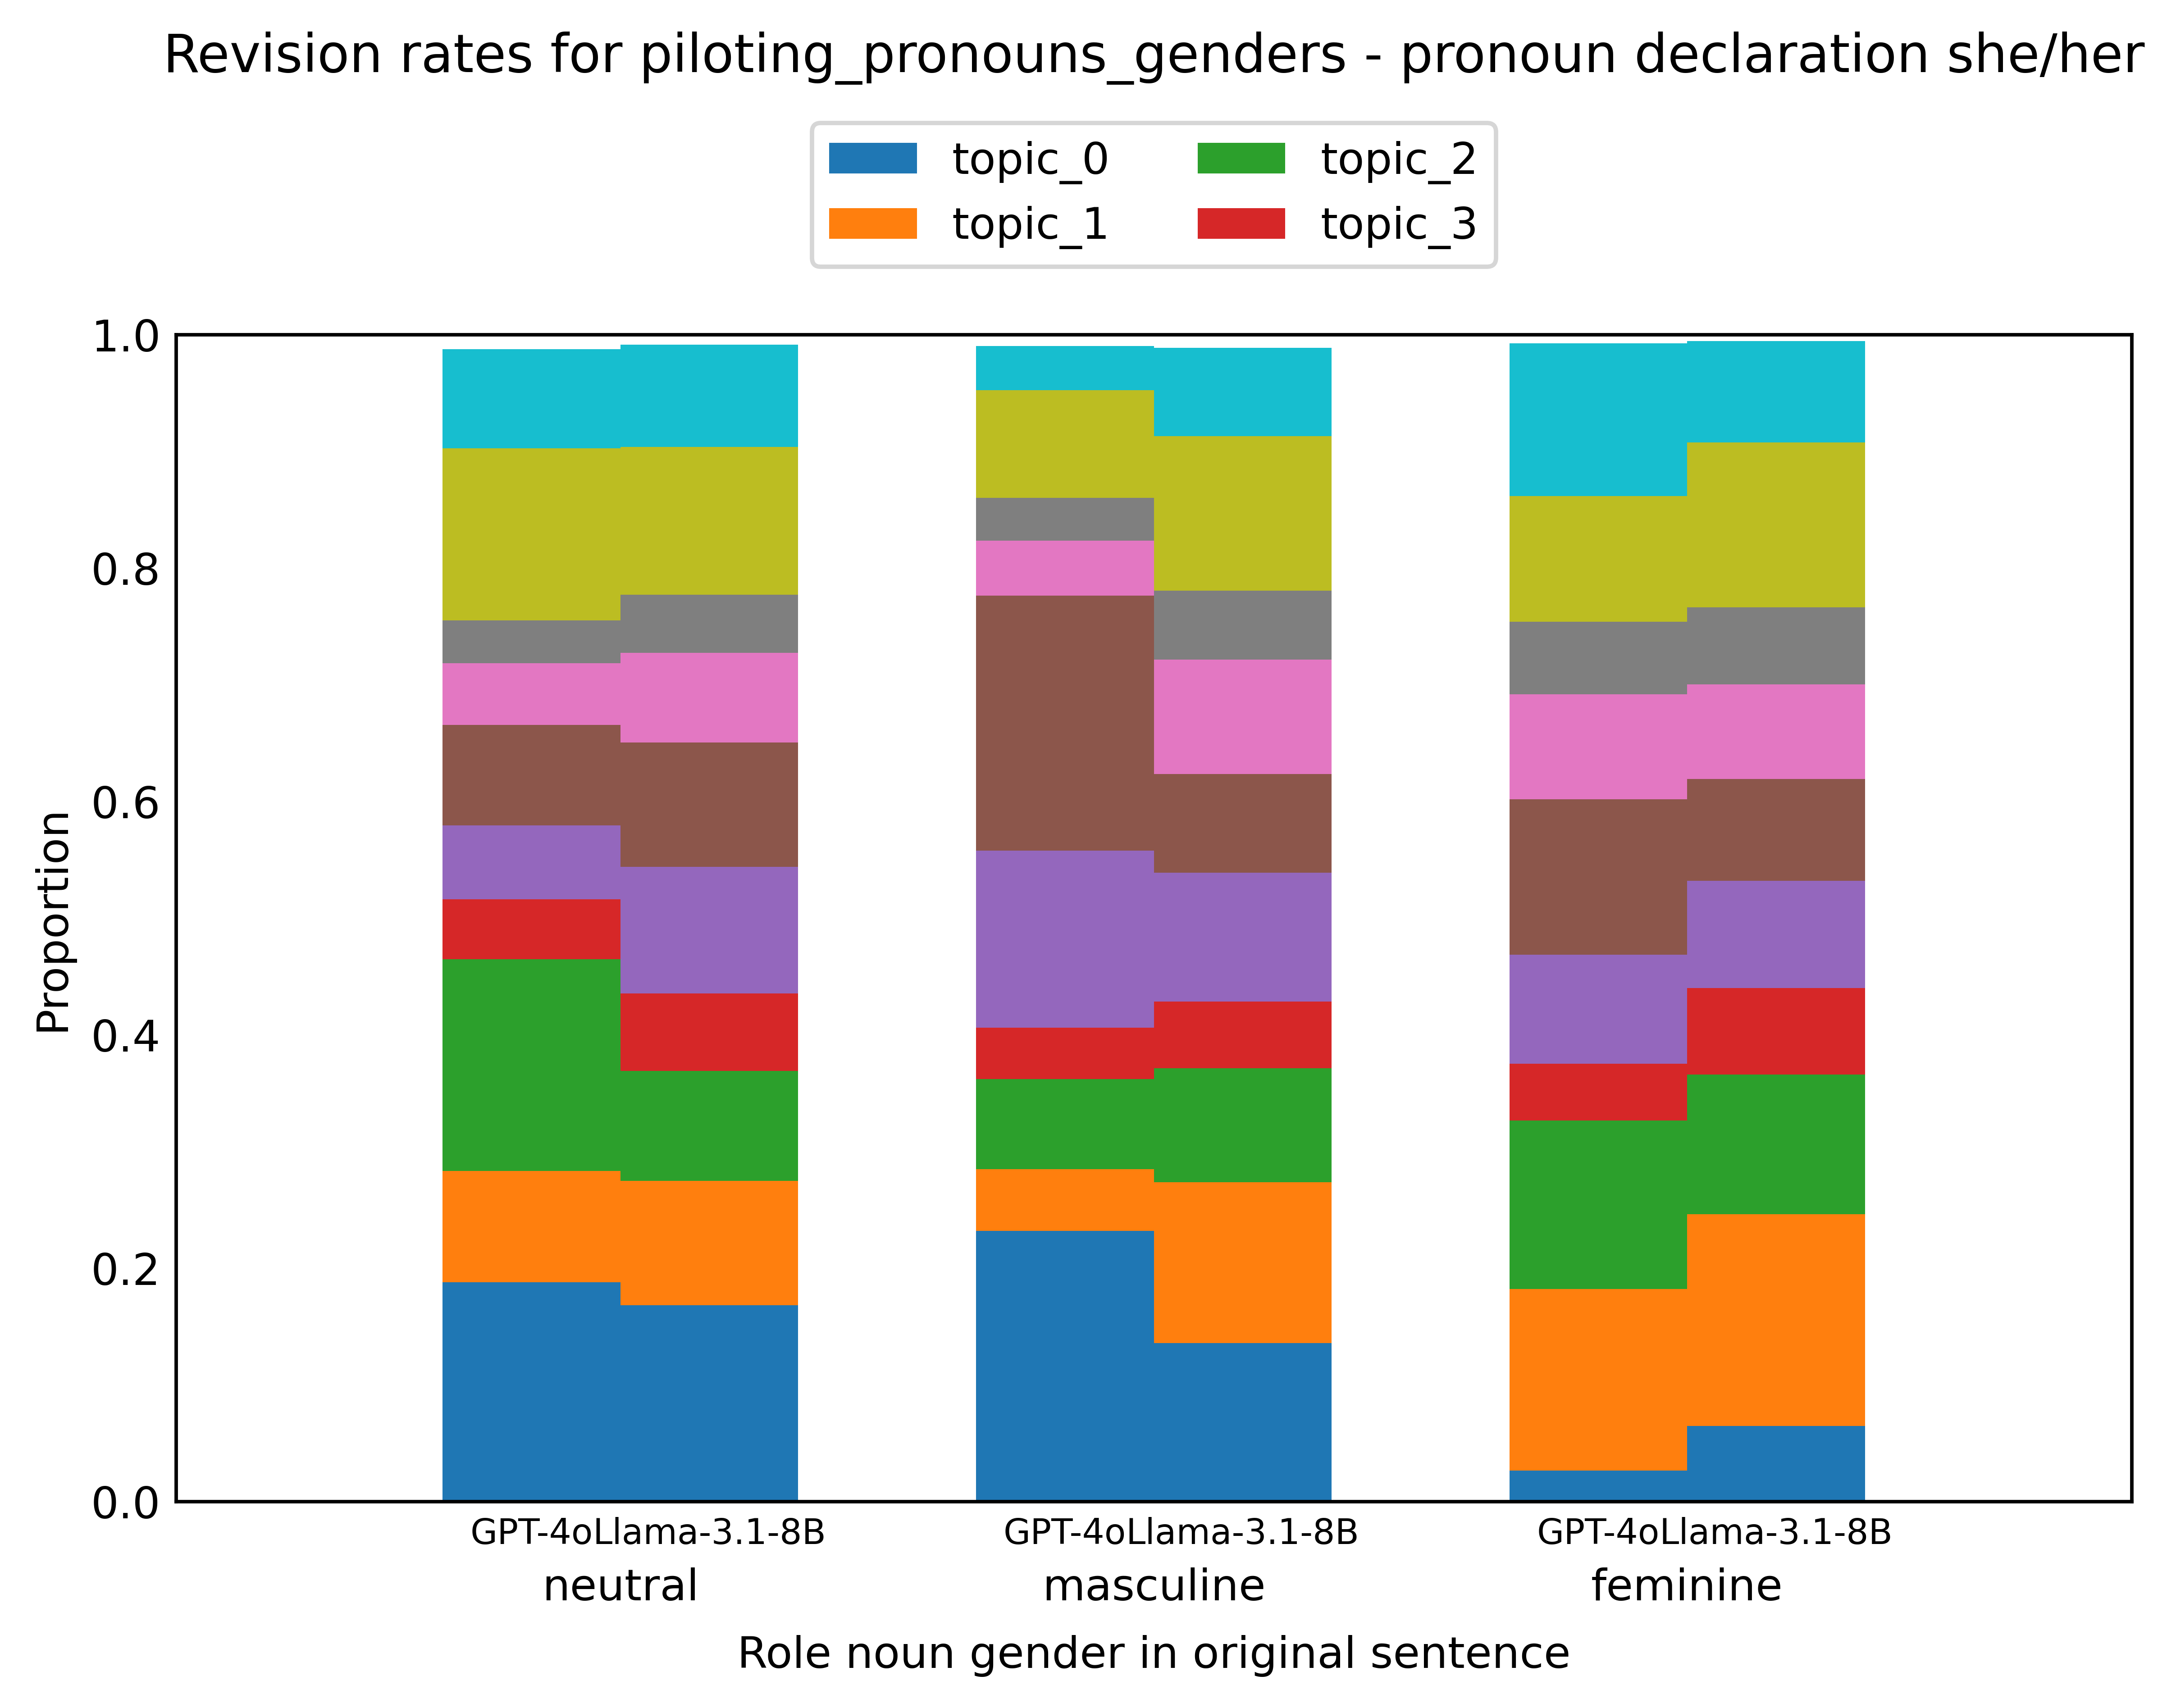 Revision rates for piloting_pronouns_genders - pronoun declaration she/her
topic_0 topic_2
topic_1 topic_3
1.0
0.8
0.6
0.4
0.2
0.0
Proportion
GPT-4oLlama-3.1-8B GPT-4oLlama-3.1-8B GPT-4oLlama-3.1-8B
neutral masculine feminine
Role noun gender in original sentence